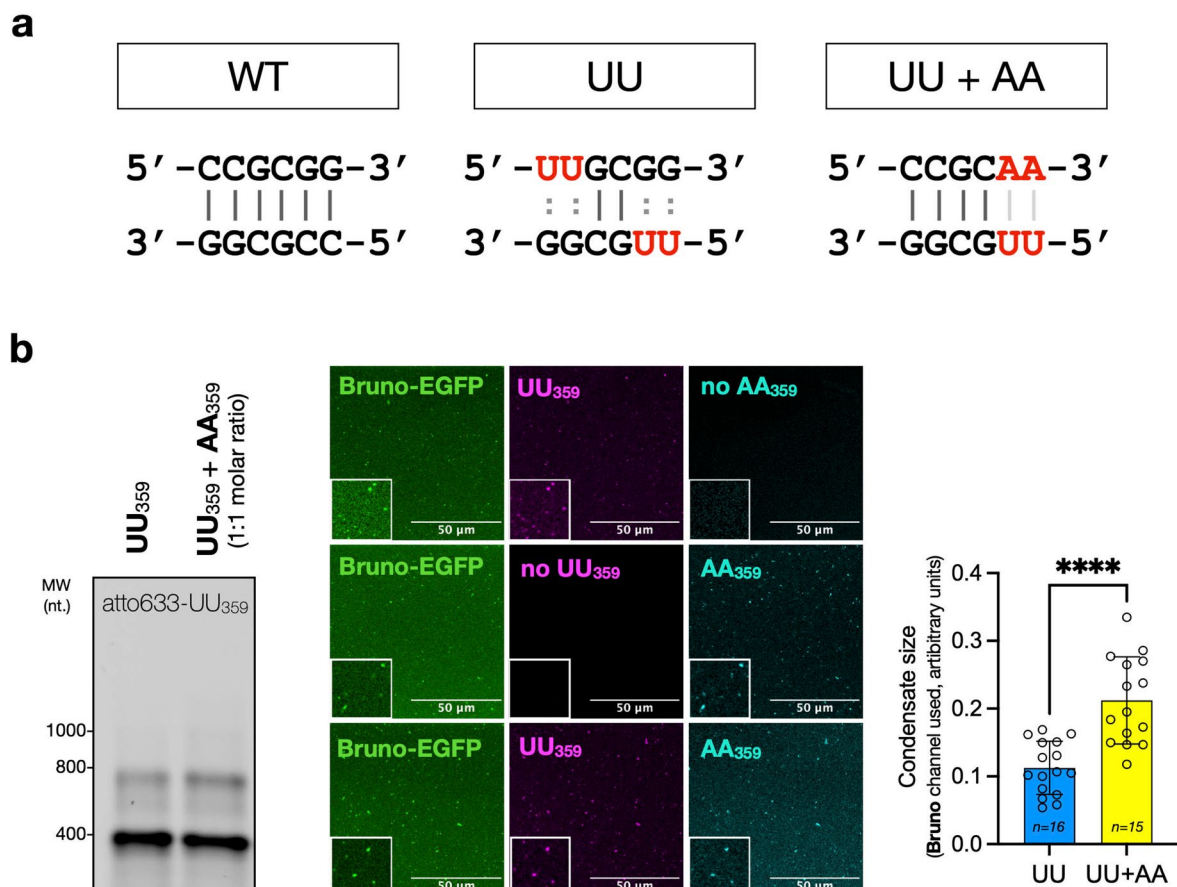 a
WT
UU
UU + AA
5′-CCGCGG-3′
3′-GGCGCC-5′
5′-UUGCGG-3′
3′-GGCGUU-5′
5′-CCGCAA-3′
3′-GGCGUU-5′
b
UU359
UU359 + AA359
(1:1 molar ratio)
MW
(nt.)
atto633-UU359
1000
800
400
Bruno-EGFP
UU359
no AA359
50 µm
50 µm
50 µm
Bruno-EGFP
no UU359
AA359
50 µm
50 µm
50 µm
Bruno-EGFP
UU359
AA359
50 µm
50 µm
50 µm
Condensate size
(Bruno channel used, artibitrary units)
0.4
0.3
0.2
0.1
0.0
****
n=16
n=15
UU
UU+AA